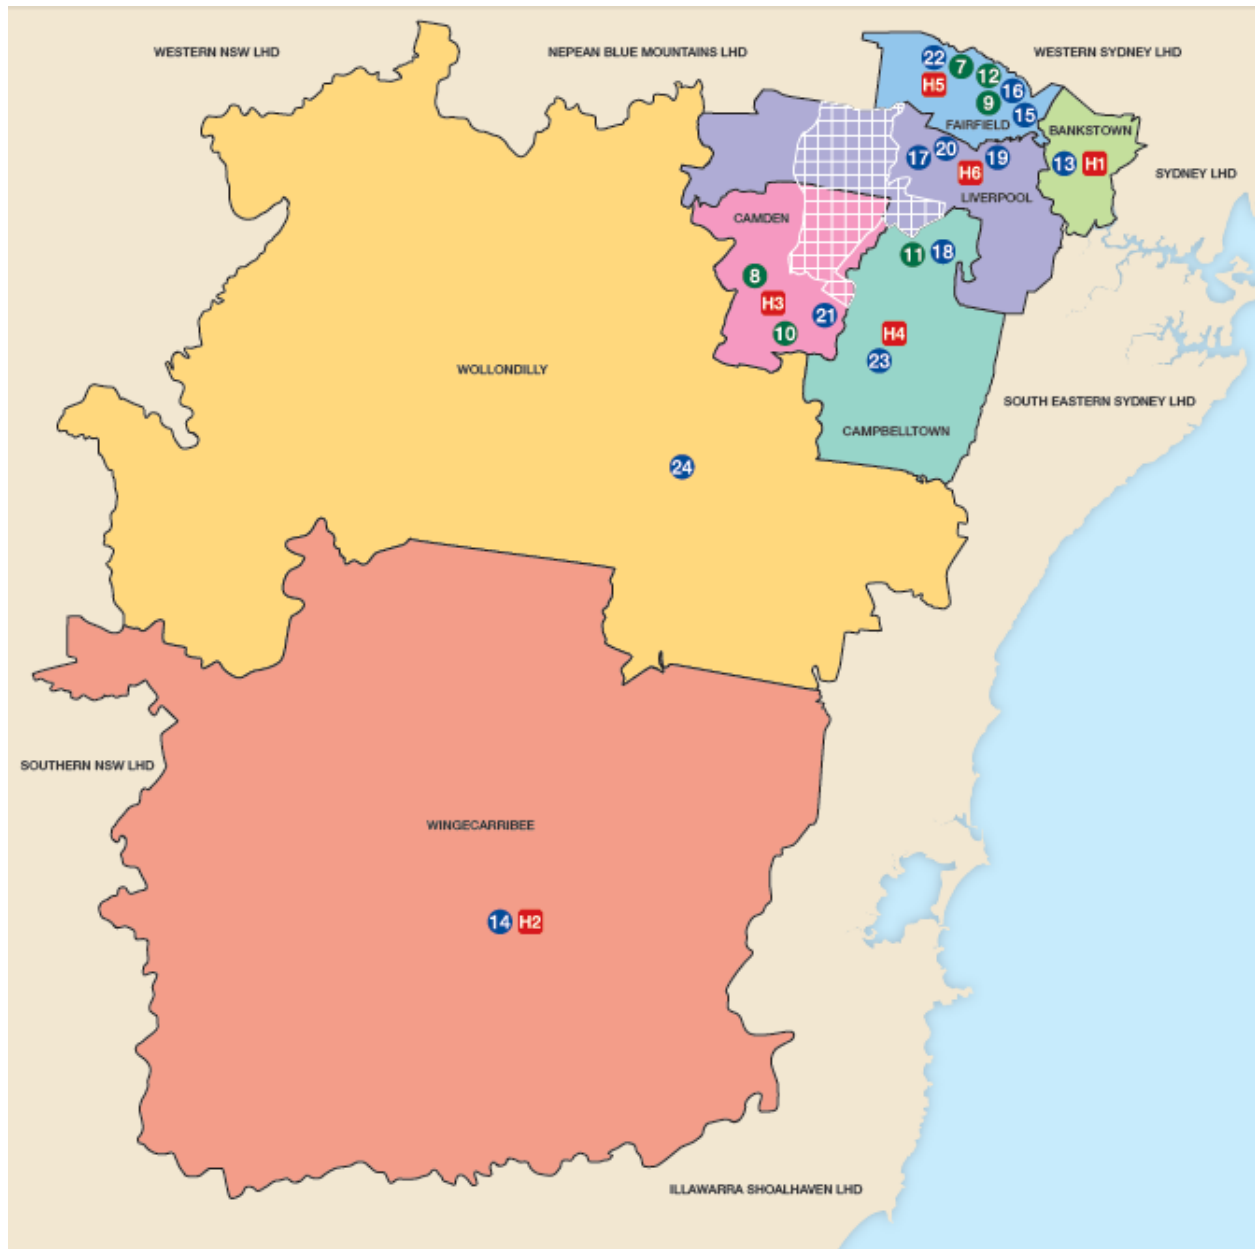 WESTERN NSW LHD
NEPEAN BLUE MOUNTAINS LHD
WESTERN SYDNEY LHD
22
7
12
H5
16
9
15
FAIRFIELD
BANKSTOWN
17
20
19
13
H1
H6
SYDNEY LHD
LIVERPOOL
CAMDEN
11
18
8
H3
21
10
H4
23
WOLLONDILLY
SOUTH EASTERN SYDNEY LHD
CAMPBELLTOWN
24
SOUTHERN NSW LHD
WINGECARRIBEE
14
H2
ILLAWARRA SHOALHAVEN LHD